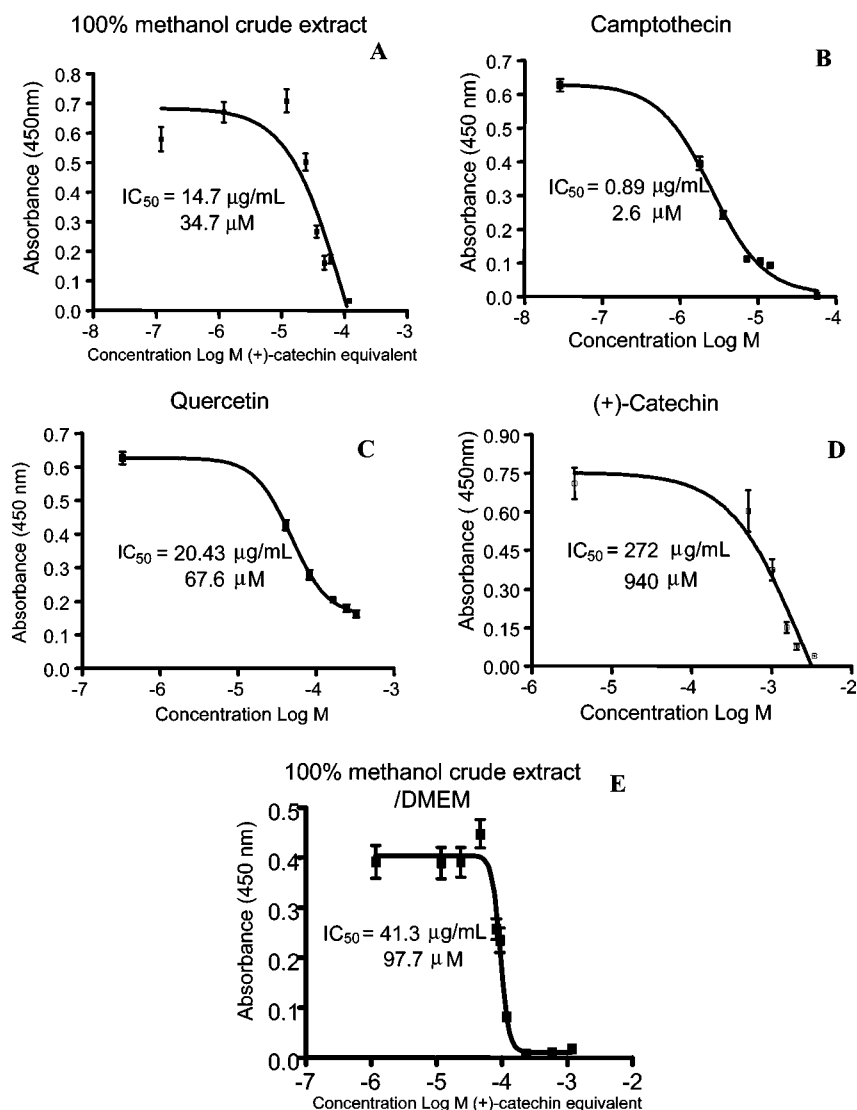 100% methanol crude extract
A
Absorbance (450nm)
0.8
0.7
0.6
0.5
0.4
0.3
0.2
0.1
0.0
IC50 = 14.7 μg/mL
34.7 μM
-8 -7 -6 -5 -4 -3
Concentration Log M (+)-catechin equivalent
Camptothecin
B
Absorbance (450nm)
0.7
0.6
0.5
0.4
0.3
0.2
0.1
0.0
IC50 = 0.89 μg/mL
2.6 μM
-8 -7 -6 -5 -4
Concentration Log M
Quercetin
C
Absorbance (450 nm)
0.7
0.6
0.5
0.4
0.3
0.2
0.1
0.0
IC50 = 20.43 μg/mL
67.6 μM
-7 -6 -5 -4 -3
Concentration Log M
(+)-Catechin
D
Absorbance ( 450nm)
0.90
0.75
0.60
0.45
0.30
0.15
0.00
IC50 = 272 μg/mL
940 μM
-6 -5 -4 -3 -2
Concentration Log M
100% methanol crude extract
/DMEM
E
Absorbance (450 nm)
0.5
0.4
0.3
0.2
0.1
0.0
IC50 = 41.3 μg/mL
97.7 μM
-7 -6 -5 -4 -3 -2
Concentration Log M (+)-catechin equivalent